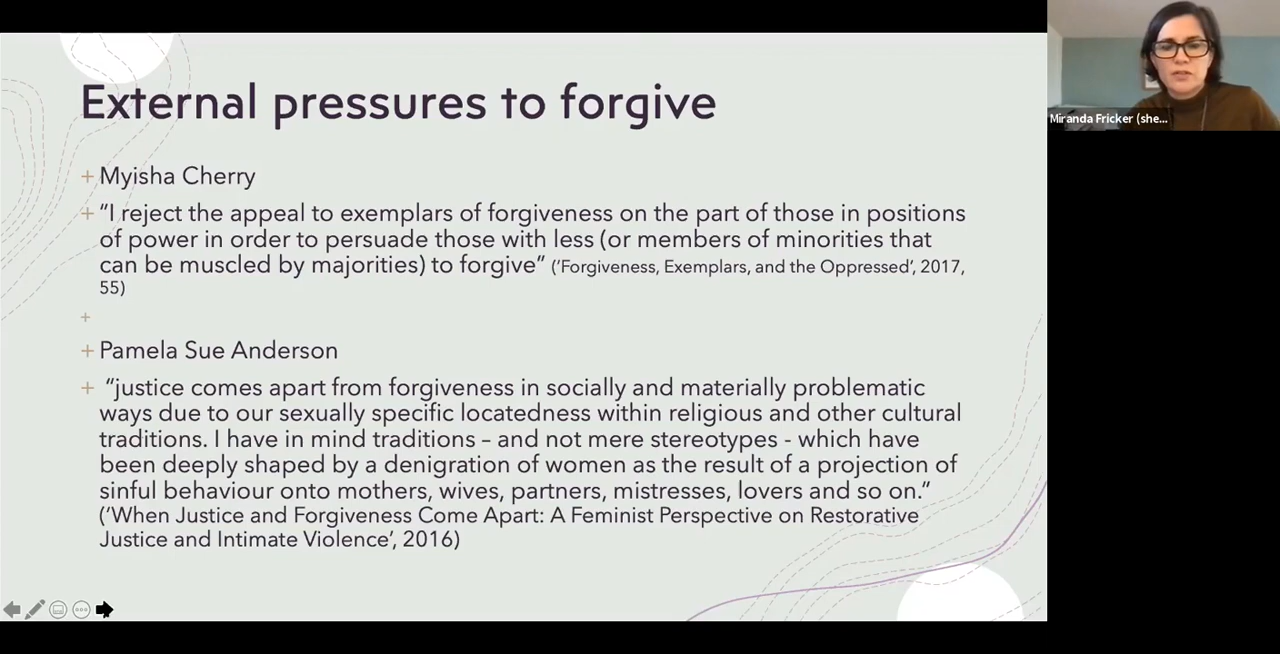 External pressures to forgive
+ Myisha Cherry
+ “I reject the appeal to exemplars of forgiveness on the part of those in positions
of power in order to persuade those with less (or members of minorities that
can be muscled by majorities) to forgive” (‘Forgiveness, Exemplars, and the Oppressed’, 2017,
55)
+
+ Pamela Sue Anderson
+ “justice comes apart from forgiveness in socially and materially problematic
ways due to our sexually specific locatedness within religious and other cultural
traditions. I have in mind traditions – and not mere stereotypes - which have
been deeply shaped by a denigration of women as the result of a projection of
sinful behaviour onto mothers, wives, partners, mistresses, lovers and so on.”
(‘When Justice and Forgiveness Come Apart: A Feminist Perspective on Restorative
Justice and Intimate Violence’, 2016)
Miranda Fricker (she...